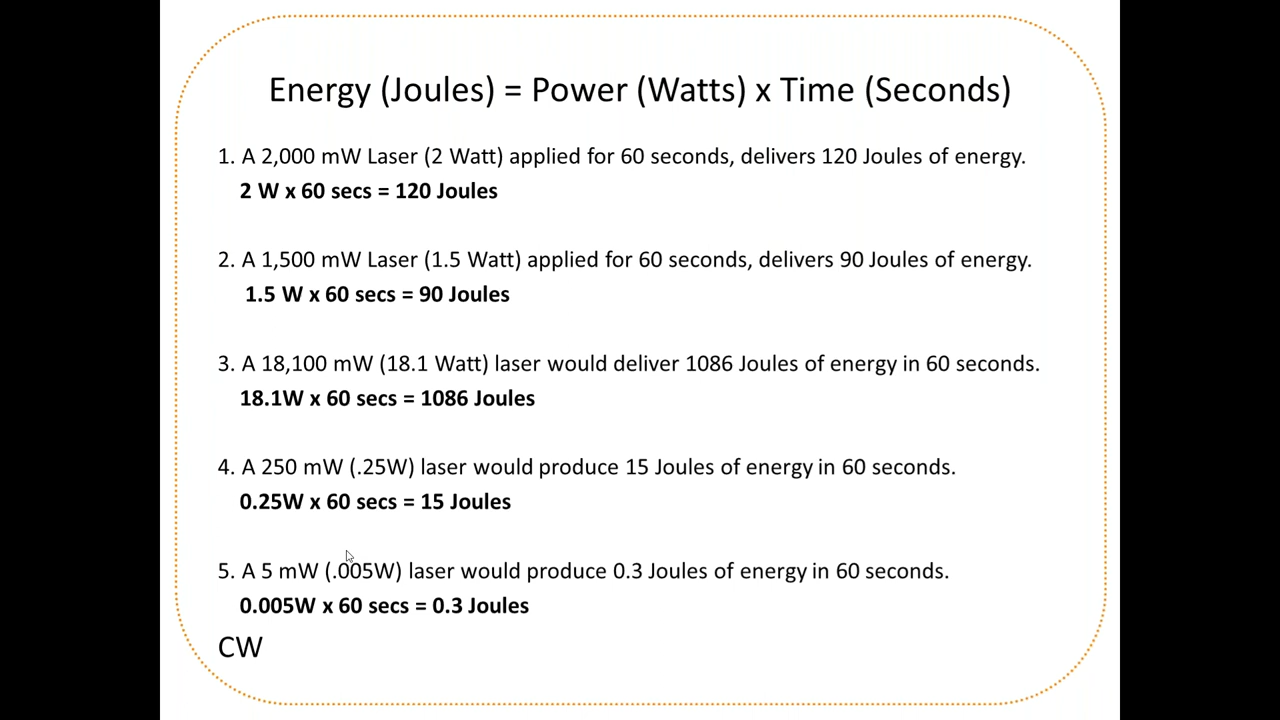 Energy (Joules) = Power (Watts) x Time (Seconds)
1. A 2,000 mW Laser (2 Watt) applied for 60 seconds, delivers 120 Joules of energy.
2 W x 60 secs = 120 Joules
2. A 1,500 mW Laser (1.5 Watt) applied for 60 seconds, delivers 90 Joules of energy.
1.5 W x 60 secs = 90 Joules
3. A 18,100 mW (18.1 Watt) laser would deliver 1086 Joules of energy in 60 seconds.
18.1W x 60 secs = 1086 Joules
4. A 250 mW (.25W) laser would produce 15 Joules of energy in 60 seconds.
0.25W x 60 secs = 15 Joules
5. A 5 mW (.005W) laser would produce 0.3 Joules of energy in 60 seconds.
0.005W x 60 secs = 0.3 Joules
CW